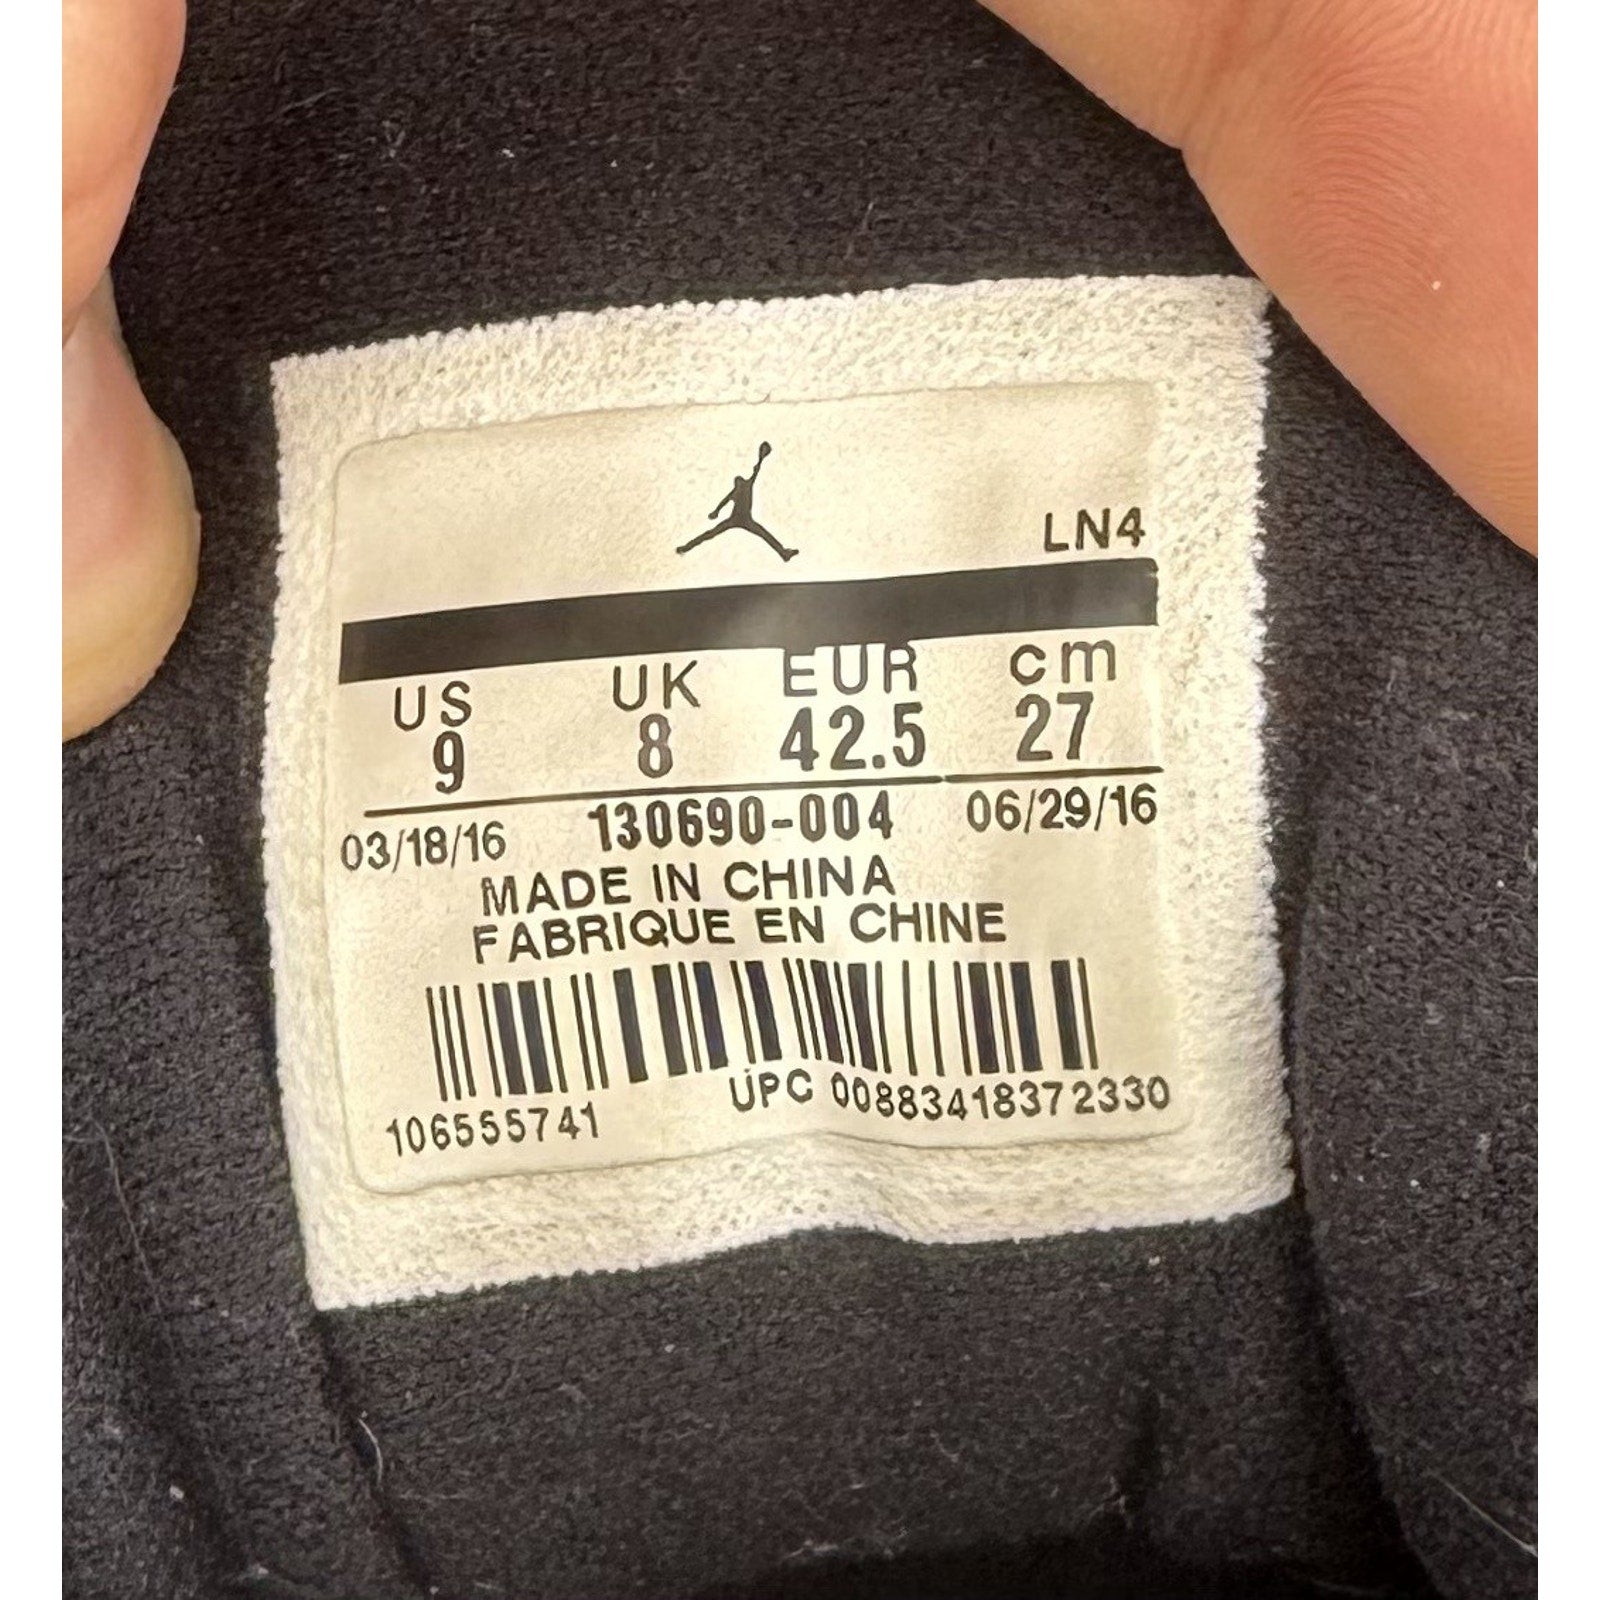 LN4
US UK EUR cm
9 8 42.5 27
03/18/16 130690-004 06/29/16
MADE IN CHINA
FABRIQUE EN CHINE
106555741 UPC 00883418372330